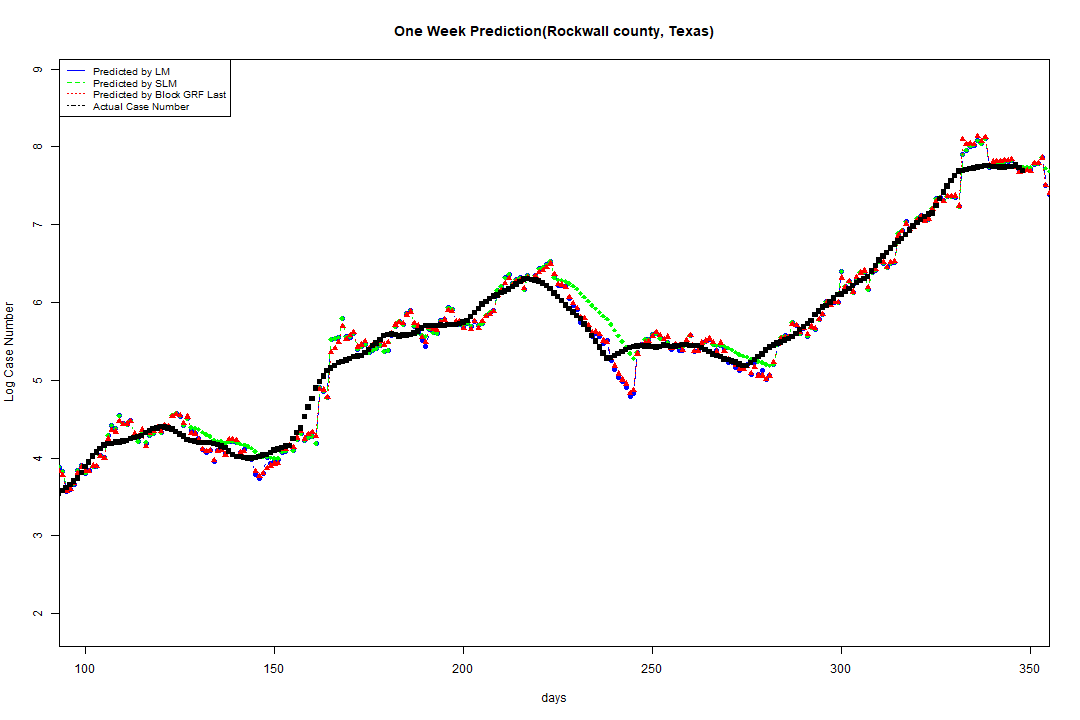 One Week Prediction(Rockwall county, Texas)
Predicted by LM
Predicted by SLM
Predicted by Block GRF Last
Actual Case Number
9
8
7
6
5
4
3
2
Log Case Number
100 150 200 250 300 350
days